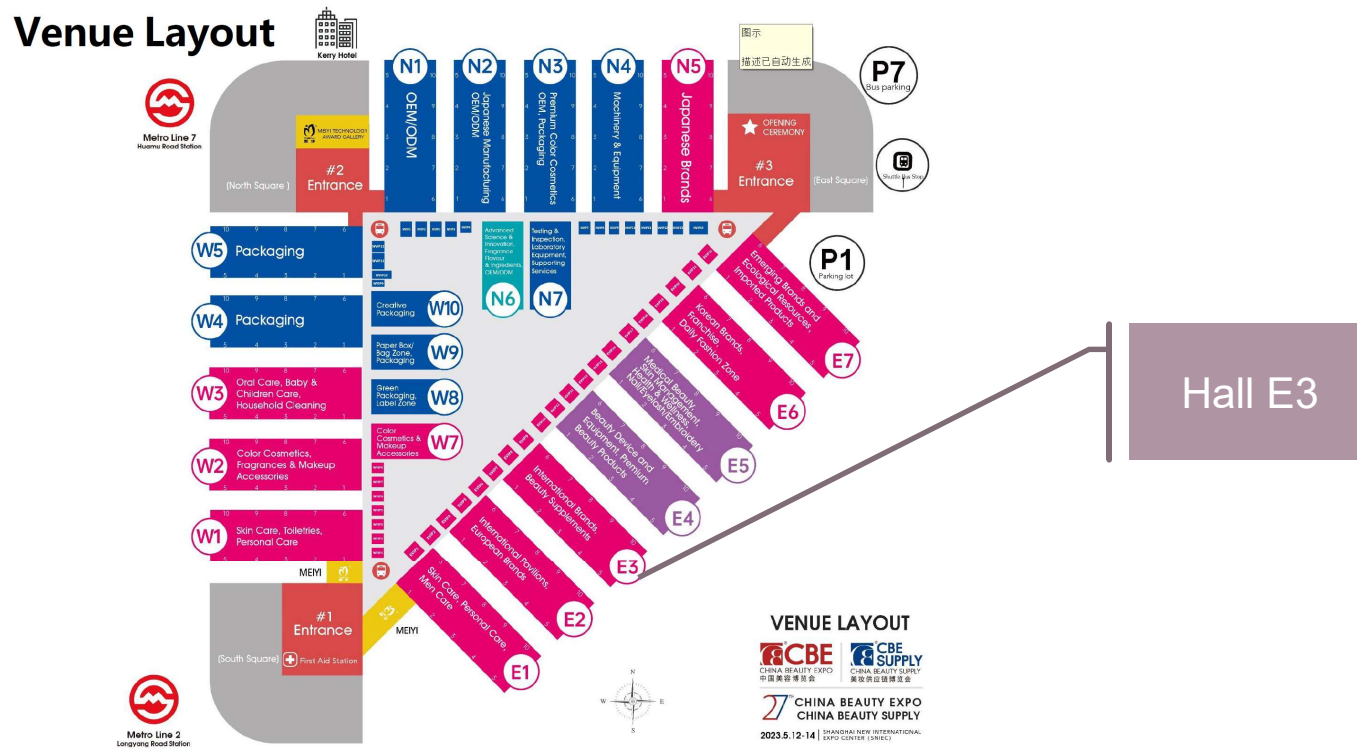 Venue Layout
Kerry Hotel
图示
描述已自动生成
P7
Bus parking
Metro Line 7
Huamu Road Station
MEIYI TECHNOLOGY
AWARD GALLERY
#2
Entrance
(North Square )
N1
OEM/ODM
N2
Japanese Manufacturing
OEM/ODM
N3
Premium Color Cosmetics
OEM, Packaging
N4
Machinery & Equipment
N5
Japanese Brands
OPENING
CEREMONY
#3
Entrance
(East Square)
Shuttle Bus Stop
P1
Parking lot
W5
Packaging
W4
Packaging
W3
Oral Care, Baby &
Children Care,
Household Cleaning
W2
Color Cosmetics,
Fragrances & Makeup
Accessories
W1
Skin Care, Toiletries,
Personal Care
Advanced
Science &
Innovation,
Fragrance
Flavour
& Ingredients,
OEM/ODM
N6
Testing &
Inspection,
Laboratory
Equipment,
Supporting
Services
N7
Creative
Packaging
W10
Paper Box/
Bag Zone,
Packaging
W9
Green
Packaging,
Label Zone
W8
Color
Cosmetics &
Makeup
Accessories
W7
Emerging Brands and
Ecological Resources,
Imported Products
E7
Korean Brands,
Franchise,
Daily Fashion Zone
E6
Medical Beauty,
Skin Management,
Health & Wellness,
Nail/Eyelash/Embroidery
E5
Beauty Device and
Equipment, Premium
Beauty Products
E4
International Brands,
Beauty Supplements
E3
International Pavilions,
European Brands
E2
Skin Care, Personal Care,
Men Care
E1
Hall E3
MEIYI
MEIYI
#1
Entrance
(South Square)
First Aid Station
Metro Line 2
Longyang Road Station
N
W
E
S
VENUE LAYOUT
CBE
CHINA BEAUTY EXPO
中国美容博览会
CBE
SUPPLY
CHINA BEAUTY SUPPLY
美妆供应链博览会
27th
CHINA BEAUTY EXPO
CHINA BEAUTY SUPPLY
2023.5.12-14
SHANGHAI NEW INTERNATIONAL
EXPO CENTER (SNIEC)